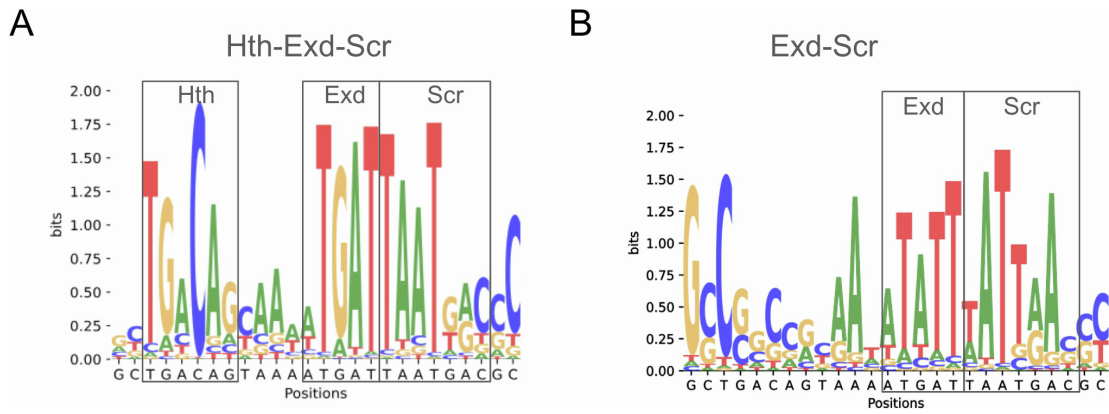 A
Hth-Exd-Scr
Hth
Exd
Scr
2.00
1.75
1.50
1.25
1.00
0.75
0.50
0.25
0.00
bits
G C T G A C A G T A A A A T G A T T A A T G A C G C
Positions
B
Exd-Scr
Exd
Scr
2.00
1.75
1.50
1.25
1.00
0.75
0.50
0.25
0.00
bits
G C T G A C A G T A A A A T G A T T A A T G A C G C
Positions